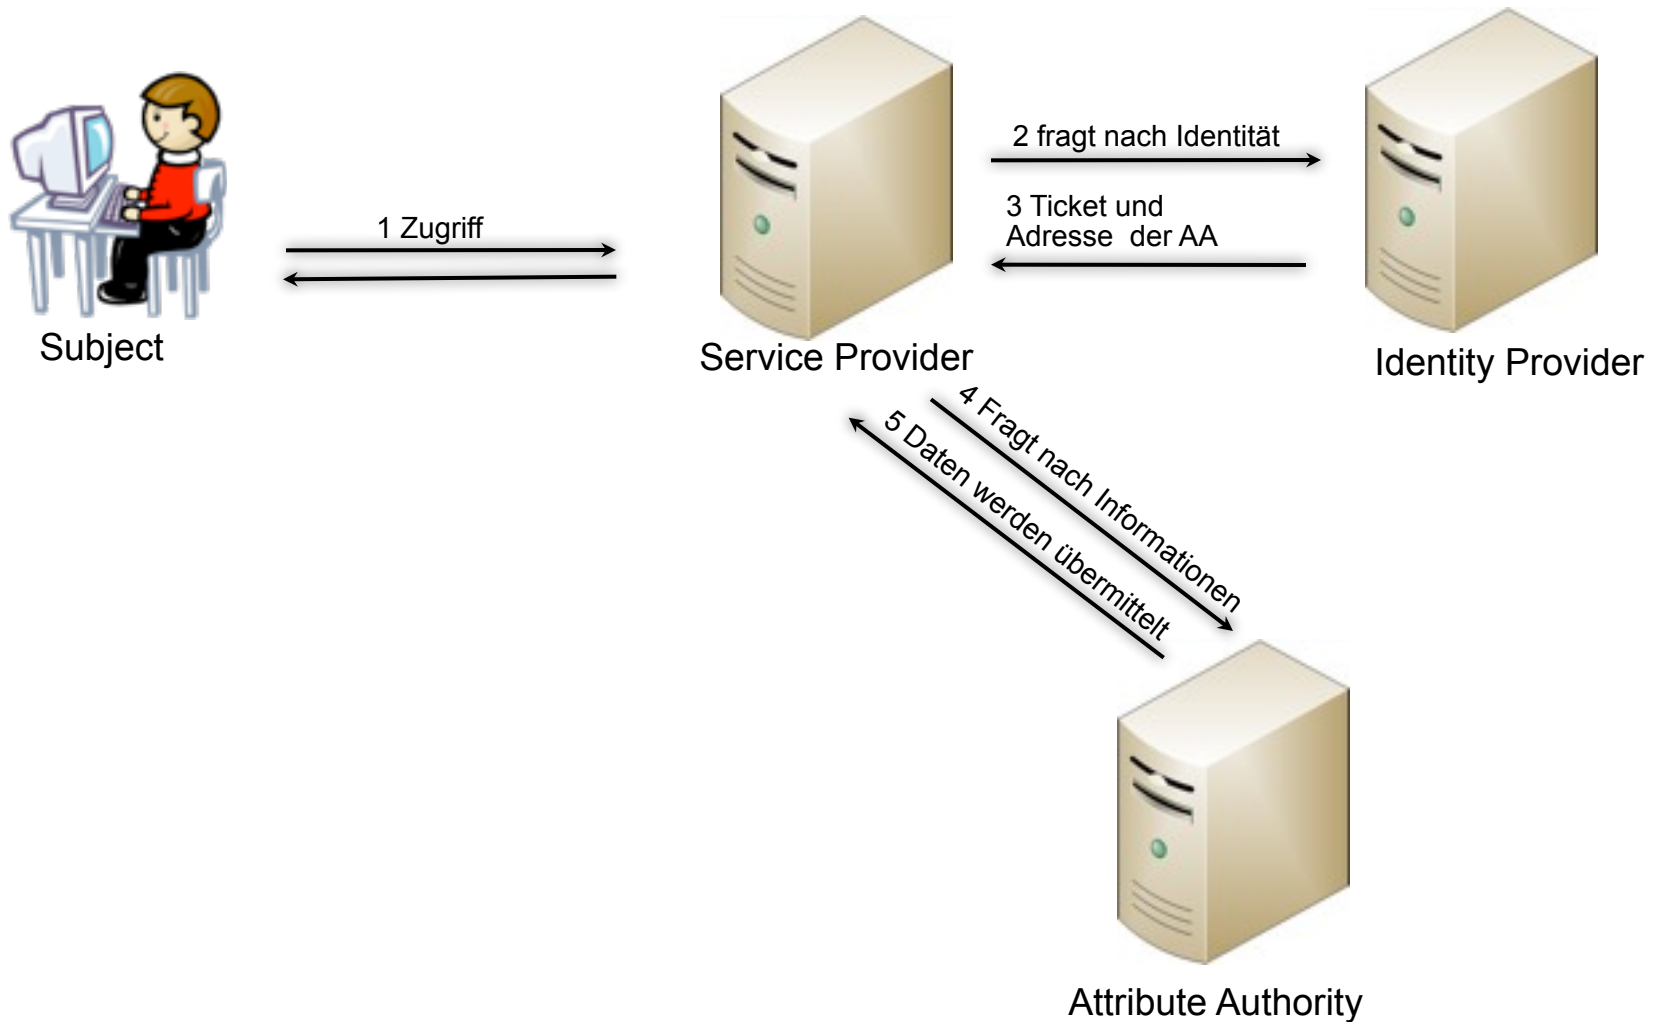 2 fragt nach Identität
3 Ticket und
Adresse der AA
1 Zugriff
Subject
Service Provider
Identity Provider
4 Fragt nach Informationen
5 Daten werden übermittelt
Attribute Authority